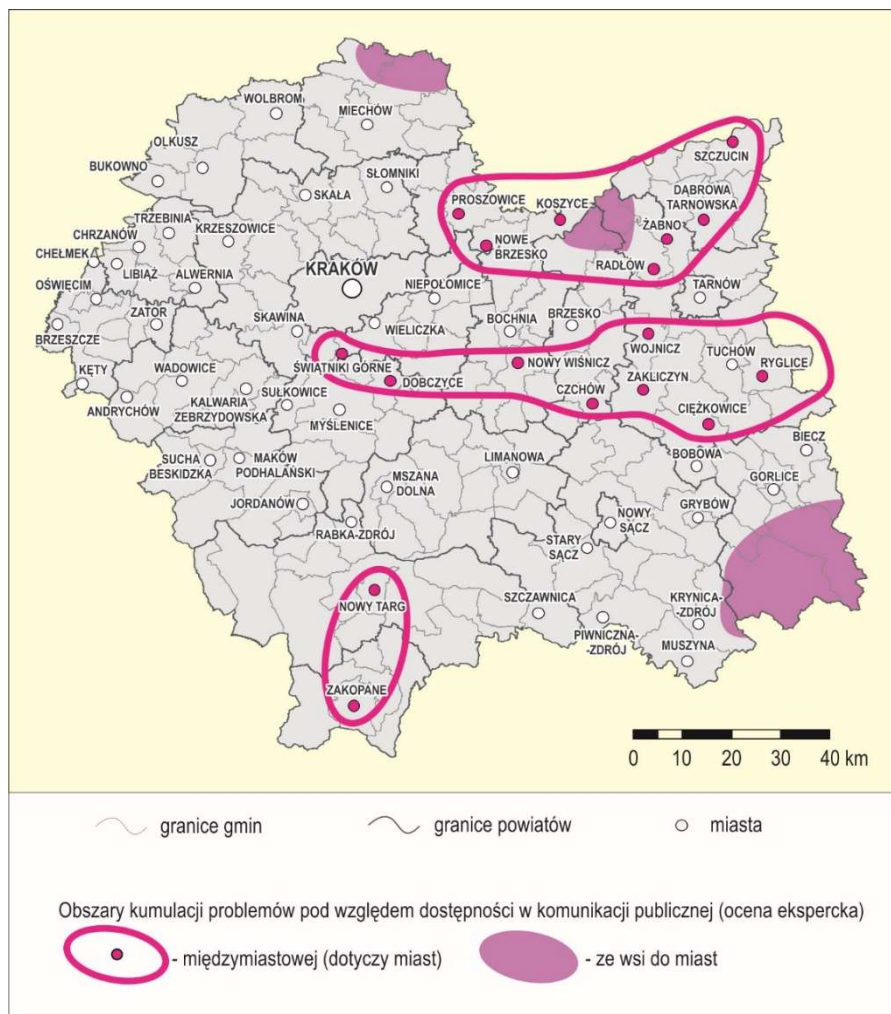 WOLBROM
MIECHÓW
OLKUSZ
BUKOWNO
SZCZUCIN
SŁOMNIKI
SKAŁA
PROSZOWICE
KOSZYCE
DĄBROWA
TARNOWSKA
TRZEBINIA
CHRZANÓW
KRZESZOWICE
ŻABNO
CHEŁMEK
NOWE
BRZESKO
LIBIĄŻ
ALWERNIA
KRAKÓW
RADŁÓW
OŚWIĘCIM
NIEPOŁOMICE
TARNÓW
ZATOR
SKAWINA
BOCHNIA
BRZESKO
BRZESZCZE
WIELICZKA
WOJNICZ
TUCHÓW
KĘTY
WADOWICE
ŚWIĄTNIKI GÓRNE
NOWY WIŚNICZ
RYGLICE
ZAKLICZYN
DOBCZYCE
CZCHÓW
SUŁKOWICE
ANDRYCHÓW
KALWARIA
ZEBRZYDOWSKA
CIĘŻKOWICE
MYŚLENICE
BIECZ
SUCHA
BESKIDZKA
MAKÓW
PODHALAŃSKI
LIMANOWA
BOBOWA
MSZANA
DOLNA
GORLICE
JORDANÓW
NOWY
SĄCZ
GRYBÓW
RABKA-ZDRÓJ
STARY
SĄCZ
NOWY TARG
SZCZAWNICA
KRYNICA-
ZDRÓJ
PIWNICZNA
-ZDRÓJ
MUSZYNA
ZAKOPANE
0 10 20 30 40 km
granice gmin granice powiatów miasta
Obszary kumulacji problemów pod względem dostępności w komunikacji publicznej (ocena ekspercka)
- międzymiastowej (dotyczy miast) - ze wsi do miast